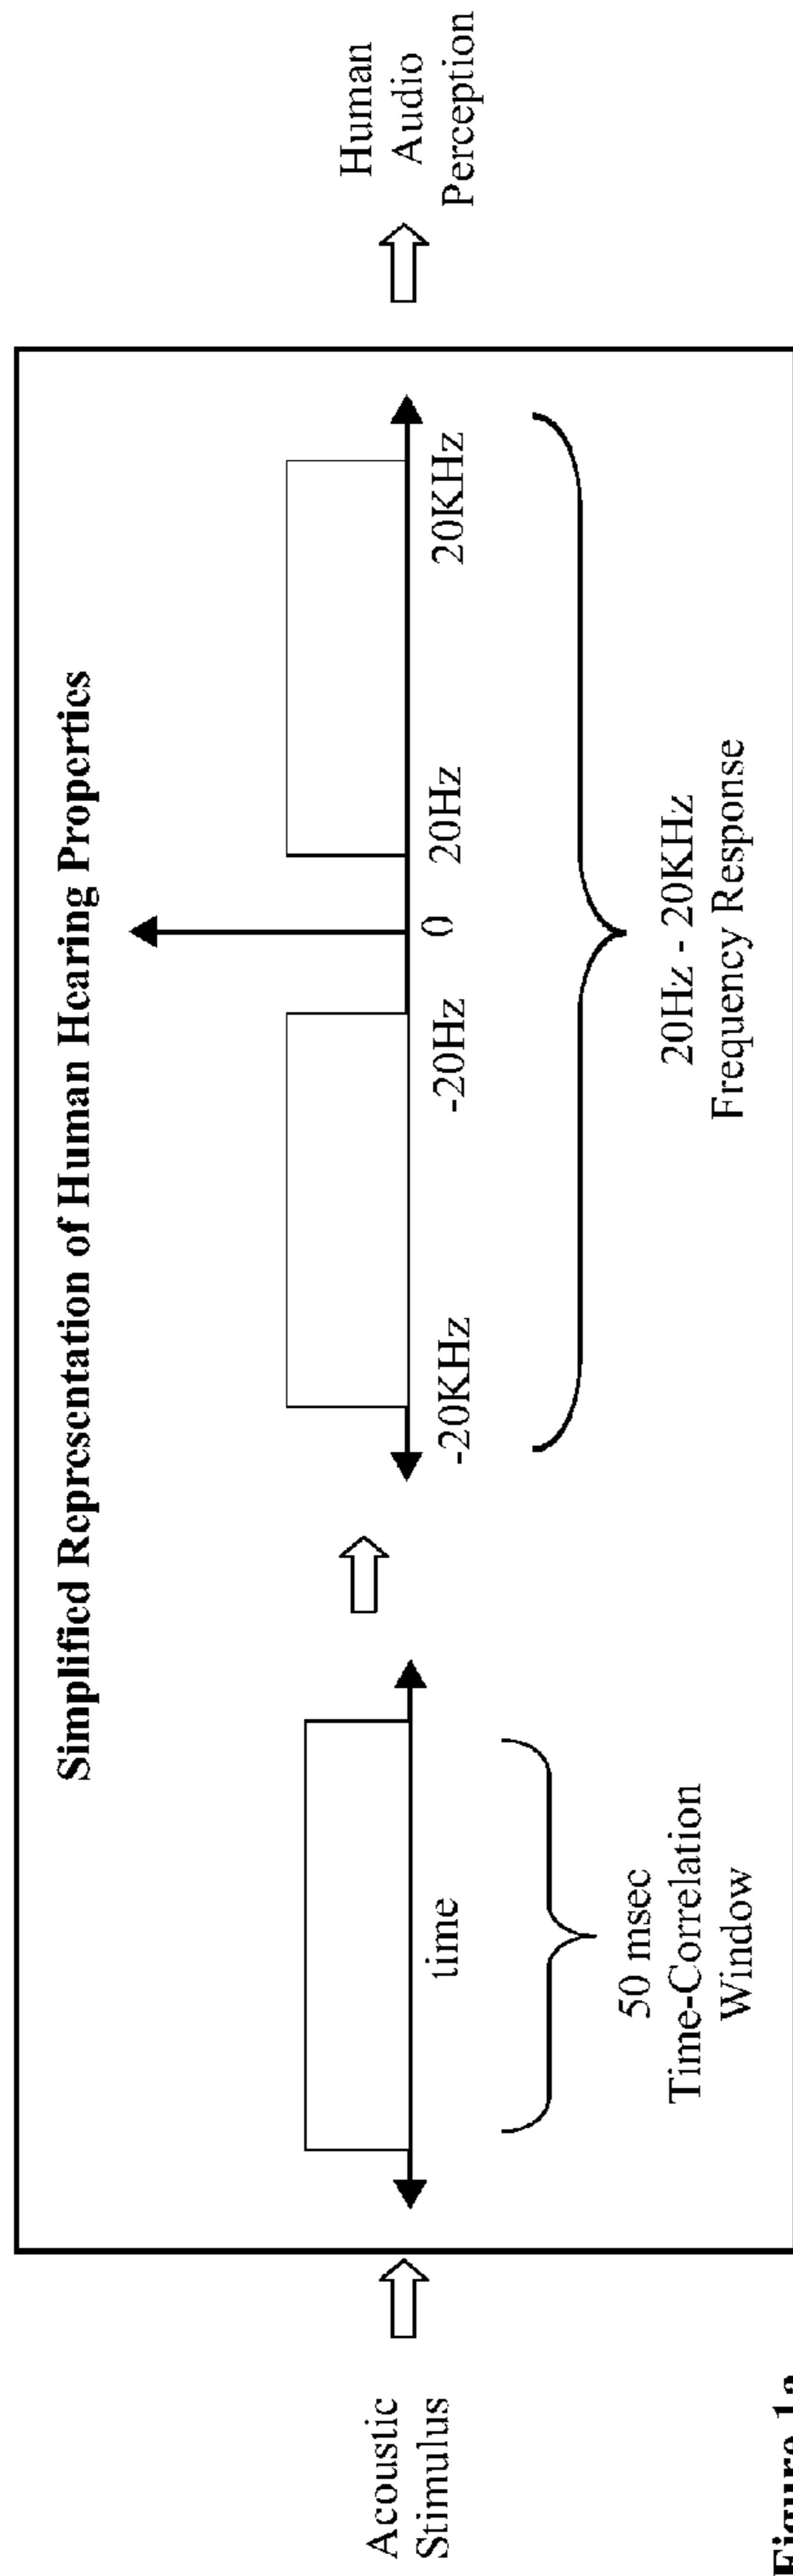 Simplified Representation of Human Hearing Properties
Acoustic
Stimulus
time
50 msec
Time-Correlation
Window
-20KHz
-20Hz
0
20Hz
20KHz
20Hz - 20KHz
Frequency Response
Human
Audio
Perception
Figure 1a